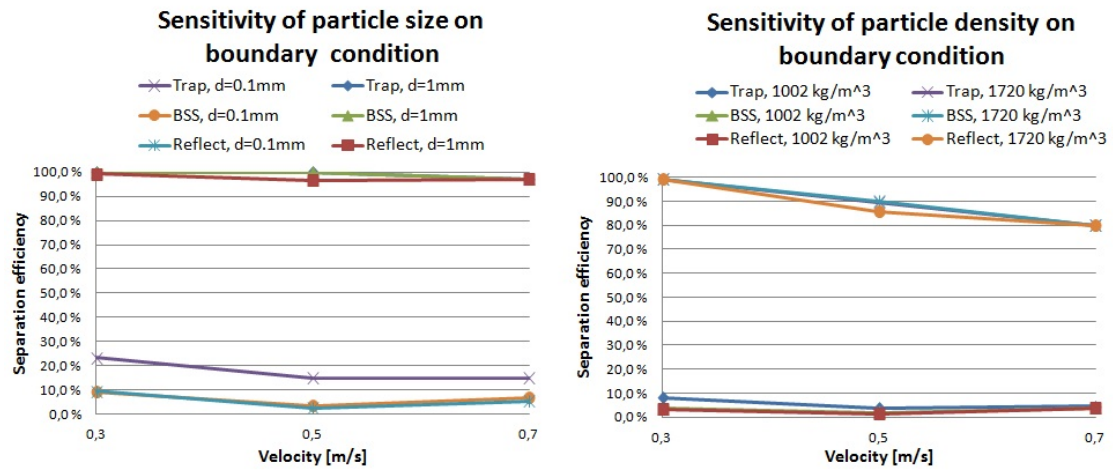 Sensitivity of particle size on
boundary condition
Trap, d=0.1mm
Trap, d=1mm
BSS, d=0.1mm
BSS, d=1mm
Reflect, d=0.1mm
Reflect, d=1mm
Separation efficiency
100,0 %
90,0 %
80,0 %
70,0 %
60,0 %
50,0 %
40,0 %
30,0 %
20,0 %
10,0 %
0,0 %
0,3
0,5
0,7
Velocity [m/s]
Sensitivity of particle density on
boundary condition
Trap, 1002 kg/m^3
Trap, 1720 kg/m^3
BSS, 1002 kg/m^3
BSS, 1720 kg/m^3
Reflect, 1002 kg/m^3
Reflect, 1720 kg/m^3
Separation efficiency
100,0 %
90,0 %
80,0 %
70,0 %
60,0 %
50,0 %
40,0 %
30,0 %
20,0 %
10,0 %
0,0 %
0,3
0,5
0,7
Velocity [m/s]